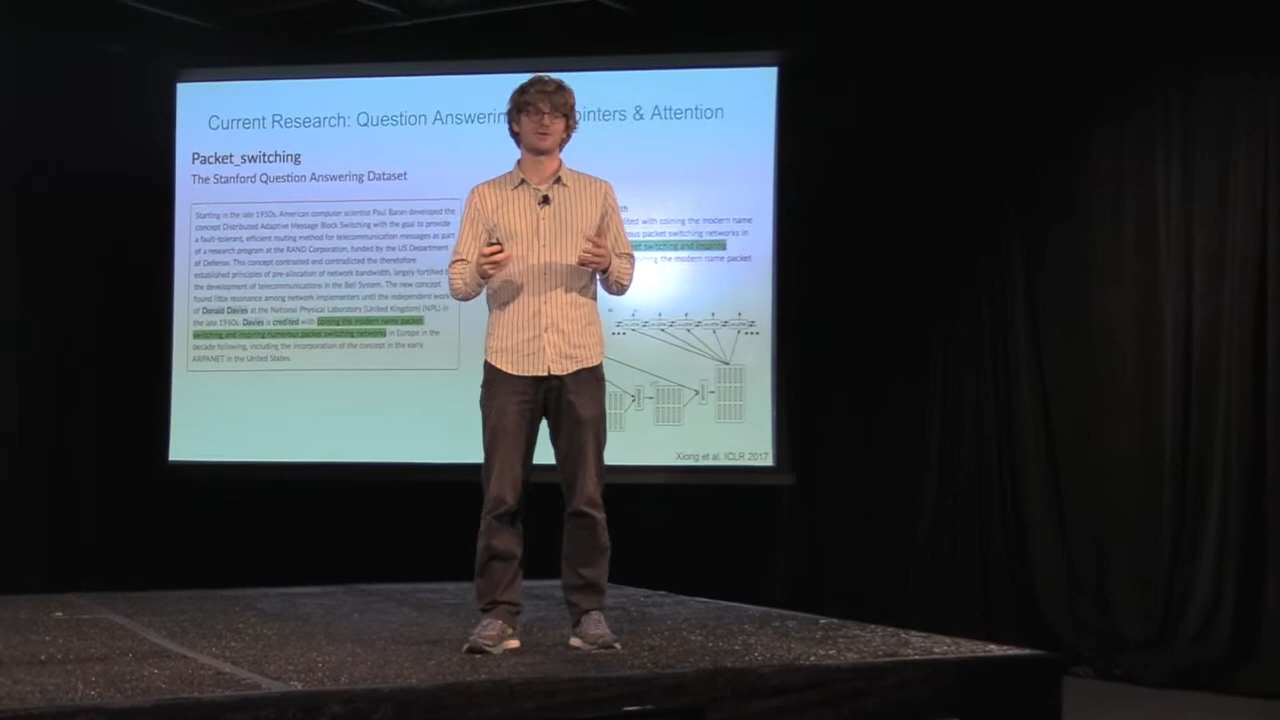 Current Research: Question Answerin ointers & Attention
Packet_switching
The Stanford Question Answering Dataset
Starting in the late 1950s, American computer scientist Paul Baran developed the
concept Distributed Adaptive Message Block Switching with the goal to provide
a fault-tolerant, efficient routing method for telecommunication messages as part
of a research program at the RAND Corporation, funded by the US Department
of Defense. This concept contrasted and contradicted the theretofore
established principles of pre-allocation of network bandwidth, largely fortified b
the development of telecommunications in the Bell System. The new concept
found little resonance among network implementers until the independent work
of Donald Davies at the National Physical Laboratory (United Kingdom) (NPL) in
the late 1960s. Davies is credited with coining the modern name packet
switching and inspiring numerous packet switching networks in Europe in the
decade following, including the incorporation of the concept in the early
ARPANET in the United States.
ith
dited with coining the modern name
ous packet switching networks in
et switching and inspiring
ining the modern name packet
Xiong et al. ICLR 2017